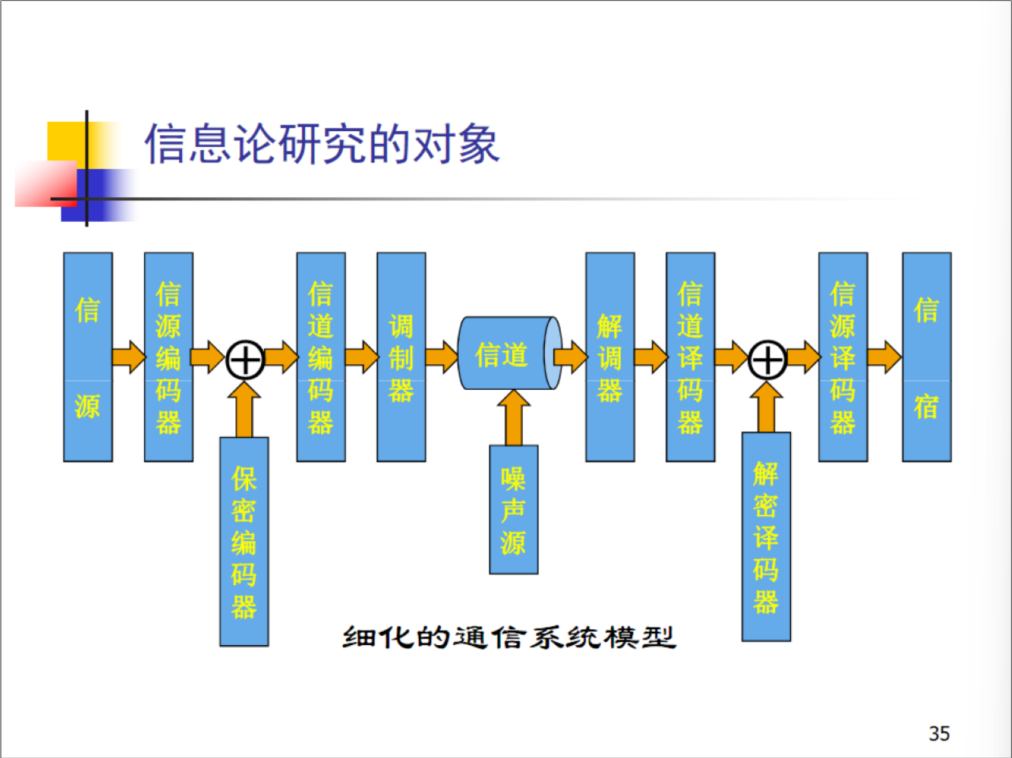 信息论研究的对象
信源
信源编码器
信道编码器
调制器
信道
解调器
信道译码器
信源译码器
信宿
保密编码器
噪声源
解密译码器
细化的通信系统模型
35